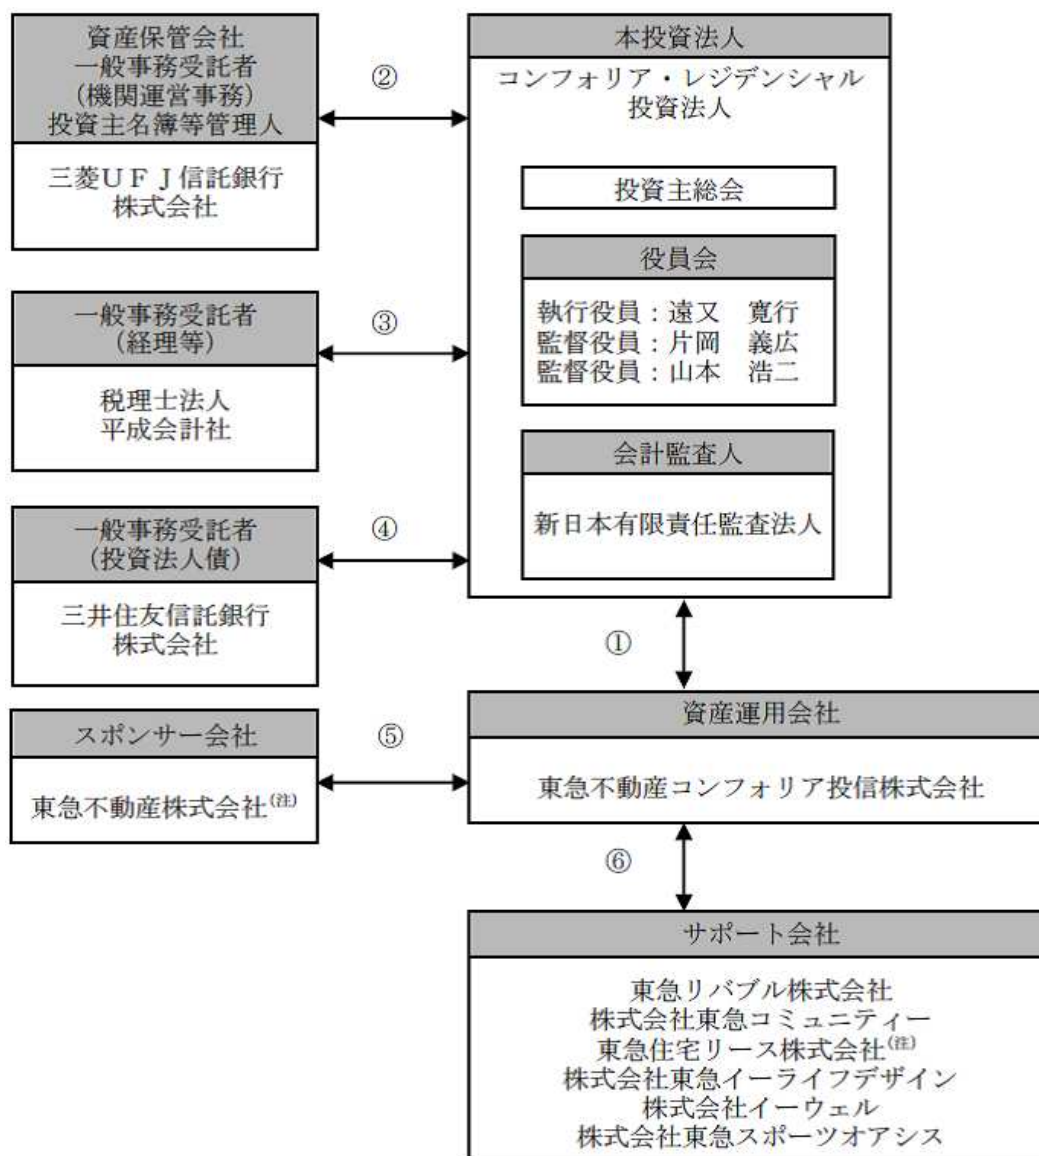 資産保管会社
一般事務受託者
（機関運営事務）
投資主名簿等管理人
三菱ＵＦＪ信託銀行
株式会社
②
本投資法人
コンフォリア・レジデンシャル
投資法人
投資主総会
役員会
執行役員：遠又　寛行
監督役員：片岡　義広
監督役員：山本　浩二
会計監査人
新日本有限責任監査法人
一般事務受託者
（経理等）
税理士法人
平成会計社
③
一般事務受託者
（投資法人債）
三井住友信託銀行
株式会社
④
①
スポンサー会社
東急不動産株式会社(注)
⑤
資産運用会社
東急不動産コンフォリア投信株式会社
⑥
サポート会社
東急リバブル株式会社
株式会社東急コミュニティー
東急住宅リース株式会社(注)
株式会社東急イーライフデザイン
株式会社イーウェル
株式会社東急スポーツオアシス